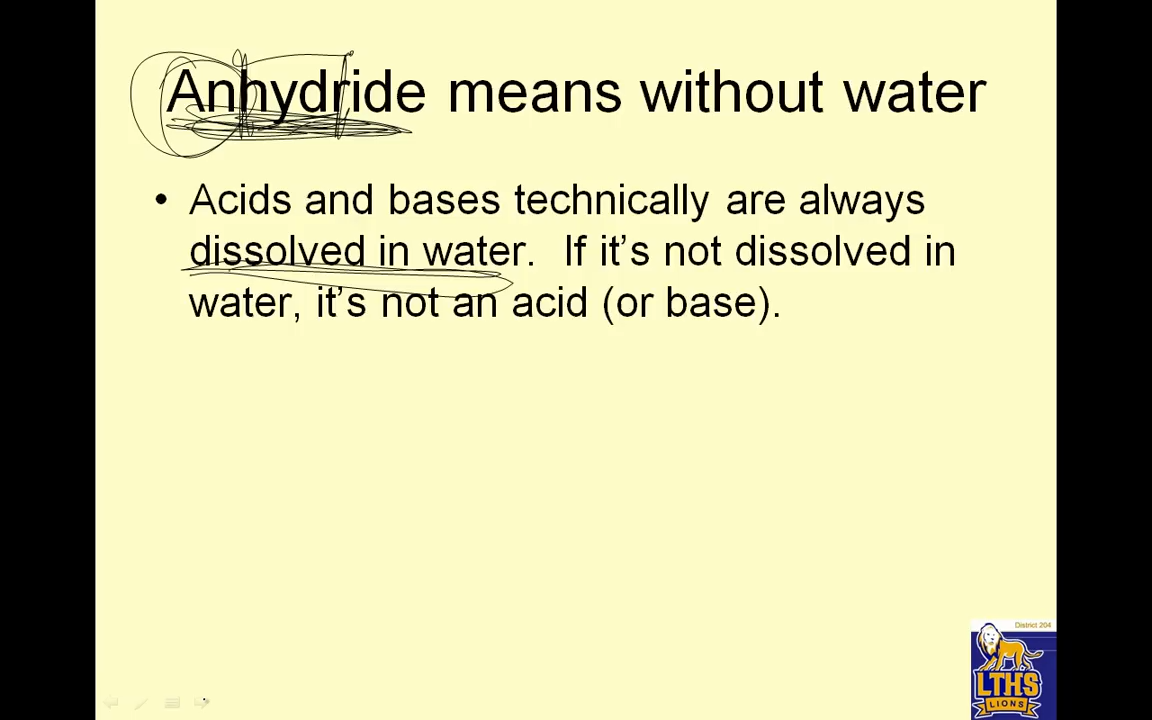 Anhydride means without water
• Acids and bases technically are always
dissolved in water. If it’s not dissolved in
water, it’s not an acid (or base).
District 204
LTHS
LIONS